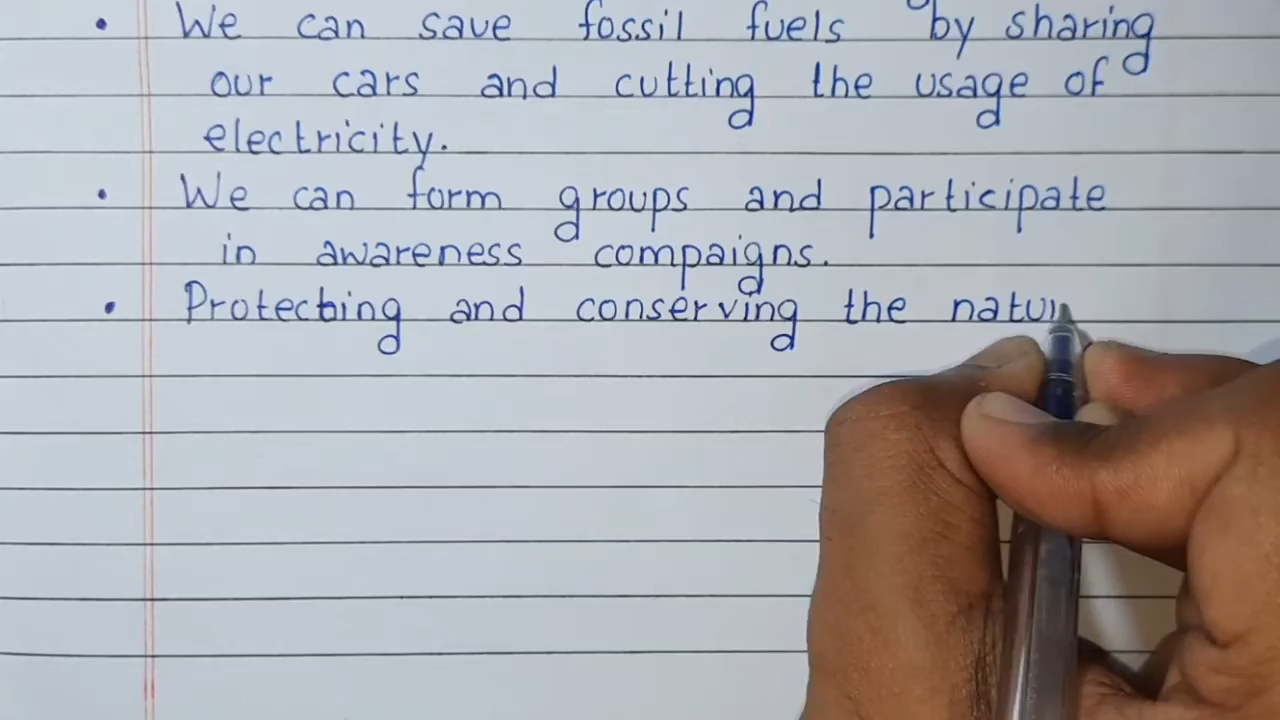 • We can save fossil fuels by sharing
our cars and cutting the usage of
electricity.
• We can form groups and participate
in awareness compaigns.
• Protecting and conserving the natur